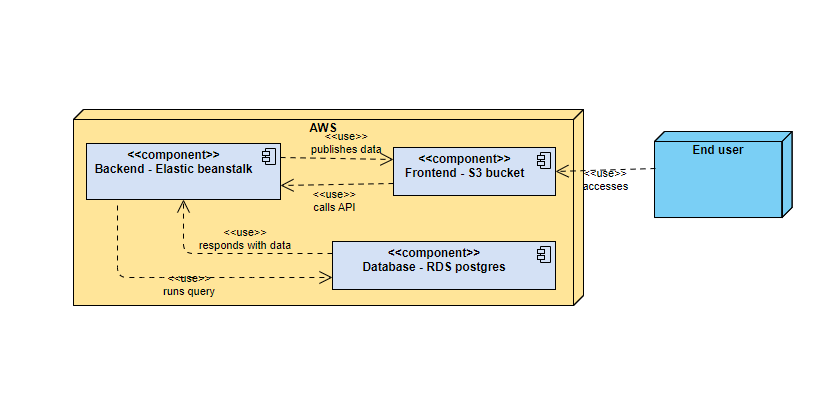 AWS
<<use>>
publishes data
<<component>>
Backend - Elastic beanstalk
<<component>>
Frontend - S3 bucket
End user
<<use>>
accesses
<<use>>
calls API
<<use>>
responds with data
<<component>>
Database - RDS postgres
<<use>>
runs query